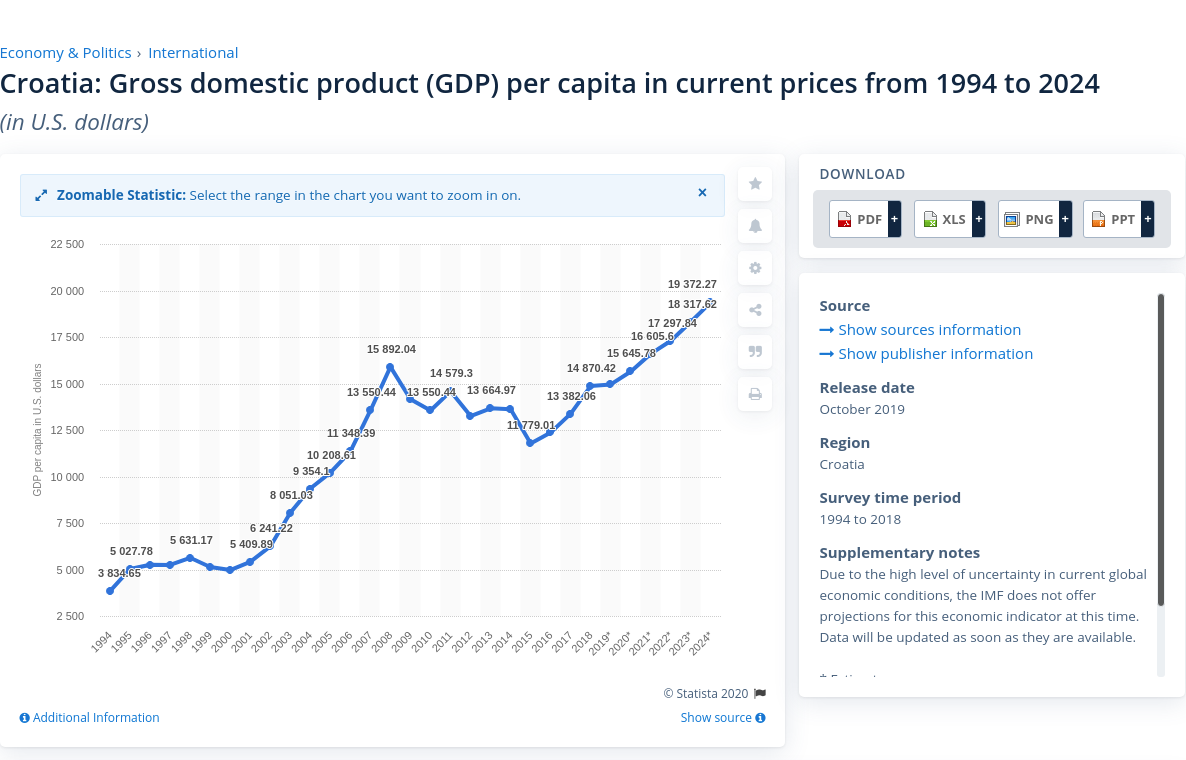 Economy & Politics › International
Croatia: Gross domestic product (GDP) per capita in current prices from 1994 to 2024
(in U.S. dollars)
Zoomable Statistic: Select the range in the chart you want to zoom in on.
×
GDP per capita in U.S. dollars
22 500
20 000
17 500
15 000
12 500
10 000
7 500
5 000
2 500
3 834.65
5 027.78
5 631.17
5 409.89
6 241.22
8 051.03
9 354.1
10 208.61
11 348.39
13 550.44
15 892.04
13 550.44
14 579.3
13 664.97
11 779.01
13 382.06
14 870.42
15 645.78
16 605.6
17 297.84
18 317.62
19 372.27
1994
1995
1996
1997
1998
1999
2000
2001
2002
2003
2004
2005
2006
2007
2008
2009
2010
2011
2012
2013
2014
2015
2016
2017
2018
2019*
2020*
2021*
2022*
2023*
2024*
© Statista 2020
Additional Information
Show source
DOWNLOAD
PDF +
XLS +
PNG +
PPT +
Source
Show sources information
Show publisher information
Release date
October 2019
Region
Croatia
Survey time period
1994 to 2018
Supplementary notes
Due to the high level of uncertainty in current global
economic conditions, the IMF does not offer
projections for this economic indicator at this time.
Data will be updated as soon as they are available.